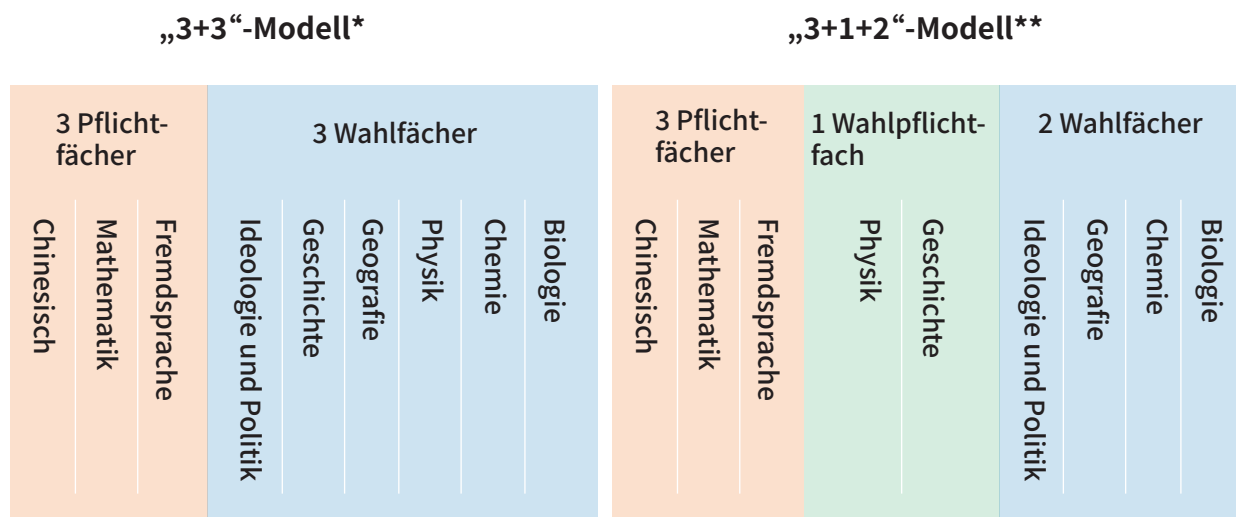 „3+3“-Modell*
3 Pflicht-
fächer
3 Wahlfächer
Chinesisch
Mathematik
Fremdsprache
Ideologie und Politik
Geschichte
Geografie
Physik
Chemie
Biologie
„3+1+2“-Modell**
3 Pflicht-
fächer
1 Wahlpflicht-
fach
2 Wahlfächer
Chinesisch
Mathematik
Fremdsprache
Physik
Geschichte
Ideologie und Politik
Geografie
Chemie
Biologie